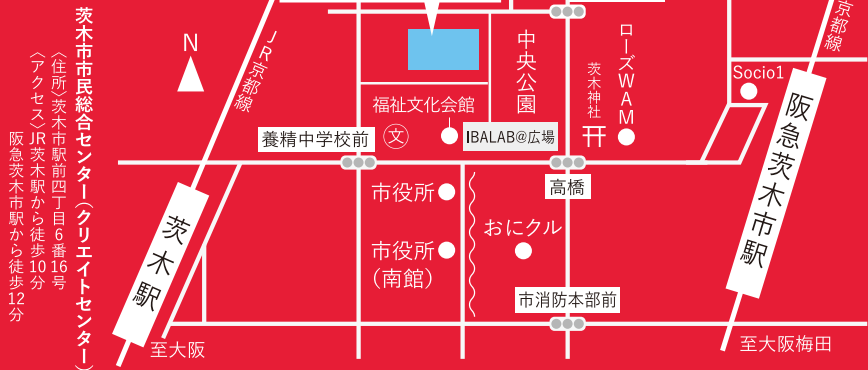 茨木市市民総合センター(クリエイトセンター)
〈住所〉茨木市駅前四丁目6番16号
〈アクセス〉JR茨木駅から徒歩10分
阪急茨木市駅から徒歩12分
N
JR京都線
中央公園
ローズWAM
茨木神社
京都線
Socio1
阪急茨木市駅
福祉文化会館
養精中学校前
文
IBALAB@広場
高橋
市役所
市役所
(南館)
おにクル
茨木駅
市消防本部前
至大阪
至大阪梅田